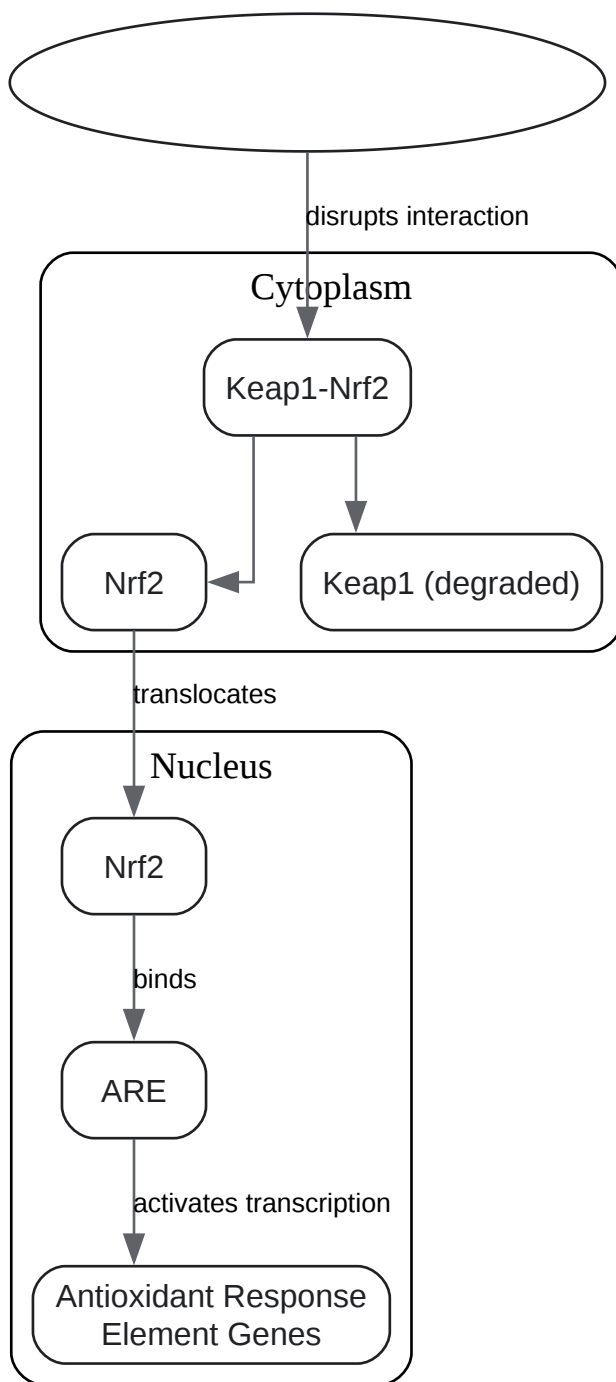 disrupts interaction
Cytoplasm
Keap1-Nrf2
Nrf2
Keap1 (degraded)
translocates
Nucleus
Nrf2
binds
ARE
activates transcription
Antioxidant Response
Element Genes